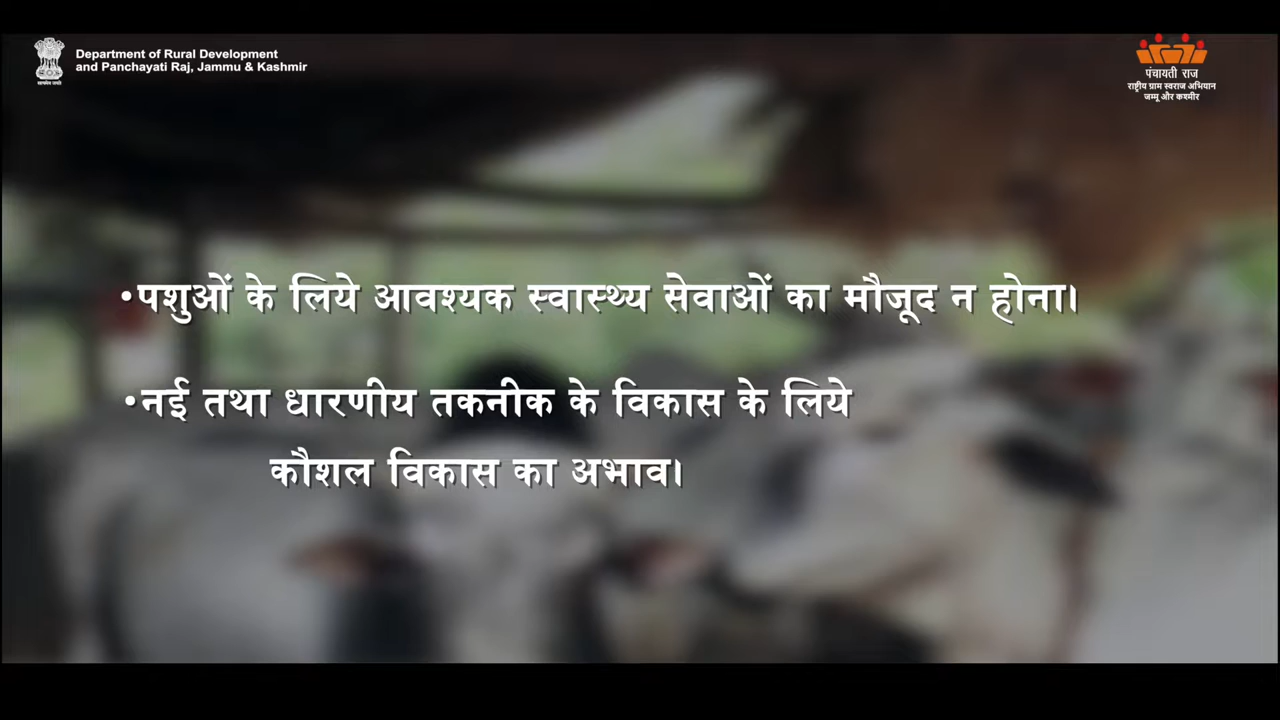 Department of Rural Development
and Panchayati Raj, Jammu & Kashmir
पंचायती राज
राष्ट्रीय ग्राम स्वराज अभियान
जम्मू और कश्मीर
•पशुओं के लिये आवश्यक स्वास्थ्य सेवाओं का मौजूद न होना।
•नई तथा धारणीय तकनीक के विकास के लिये
कौशल विकास का अभाव।